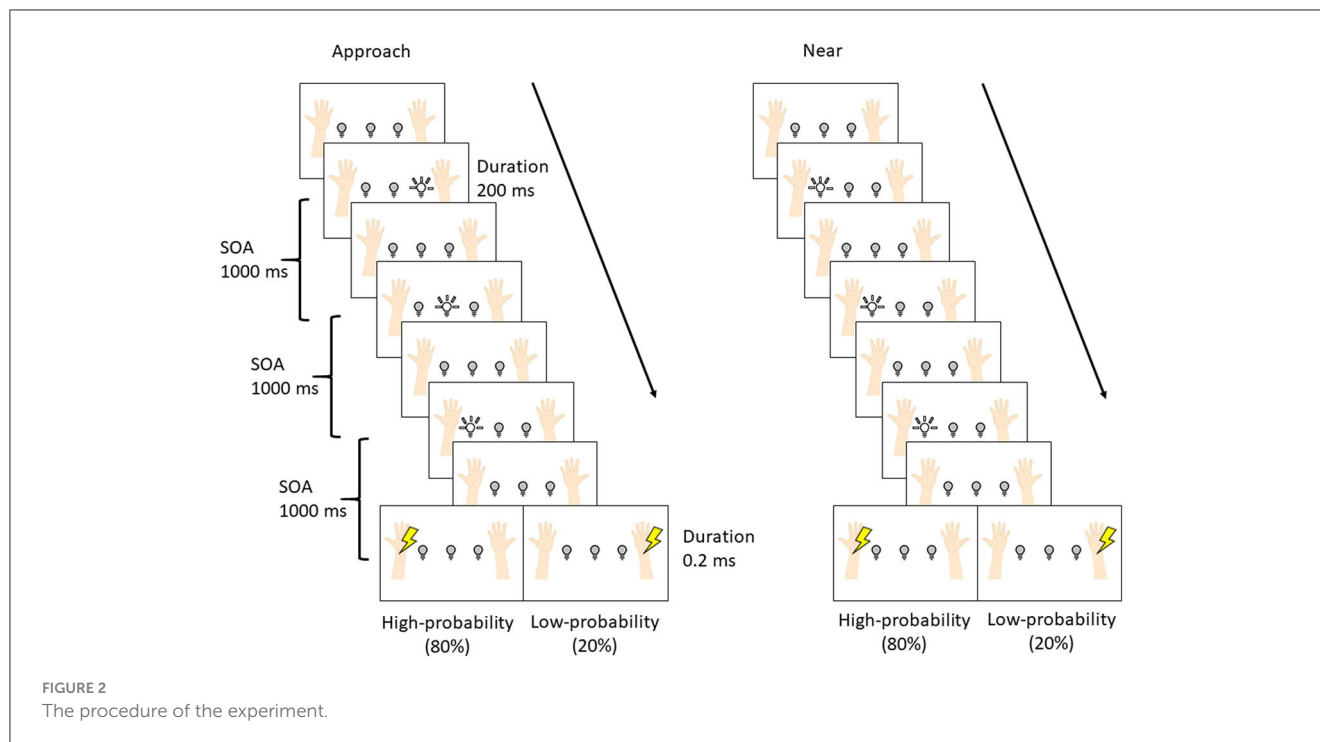 Approach
Near
Duration
200 ms
SOA
1000 ms
SOA
1000 ms
SOA
1000 ms
Duration
0.2 ms
High-probability
(80%)
Low-probability
(20%)
High-probability
(80%)
Low-probability
(20%)
FIGURE 2
The procedure of the experiment.